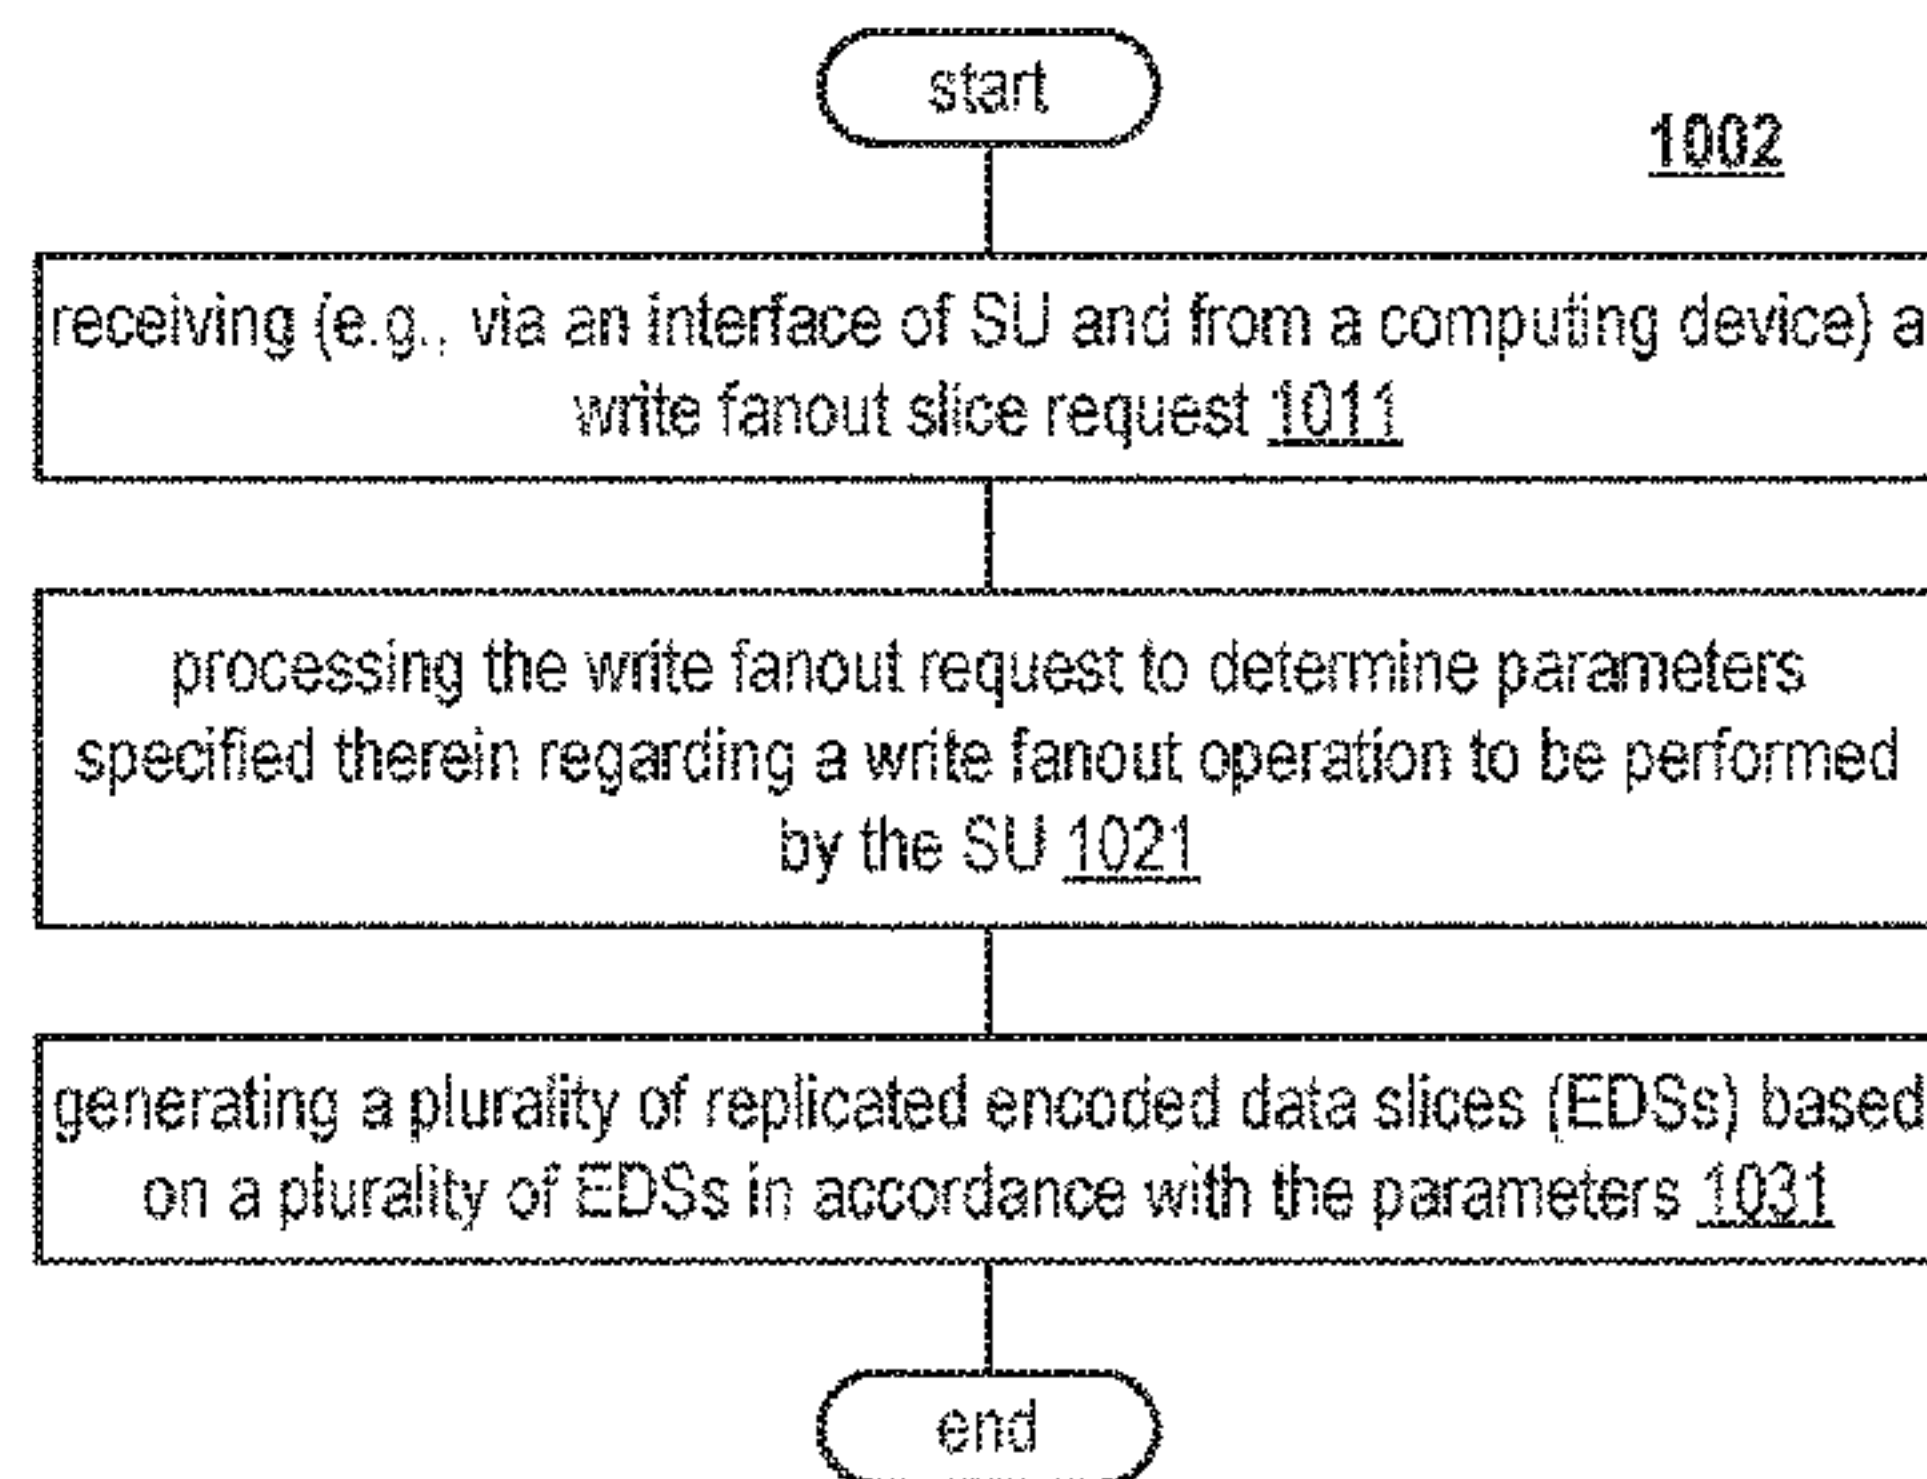 start
1002
receiving (e.g., via an interface of SU and from a computing device) a
write fanout slice request 1011
processing the write fanout request to determine parameters
specified therein regarding a write fanout operation to be performed
by the SU 1021
generating a plurality of replicated encoded data slices (EDSs) based
on a plurality of EDSs in accordance with the parameters 1031
end